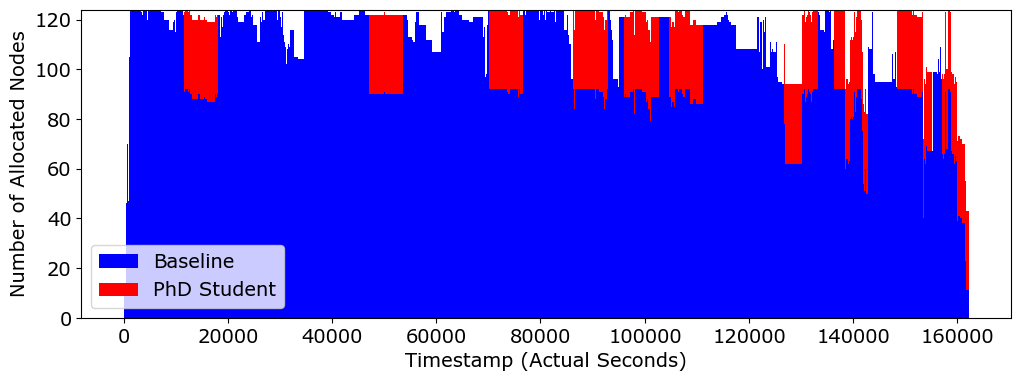 Number of Allocated Nodes
120
100
80
60
40
20
0
Baseline
PhD Student
0 20000 40000 60000 80000 100000 120000 140000 160000
Timestamp (Actual Seconds)